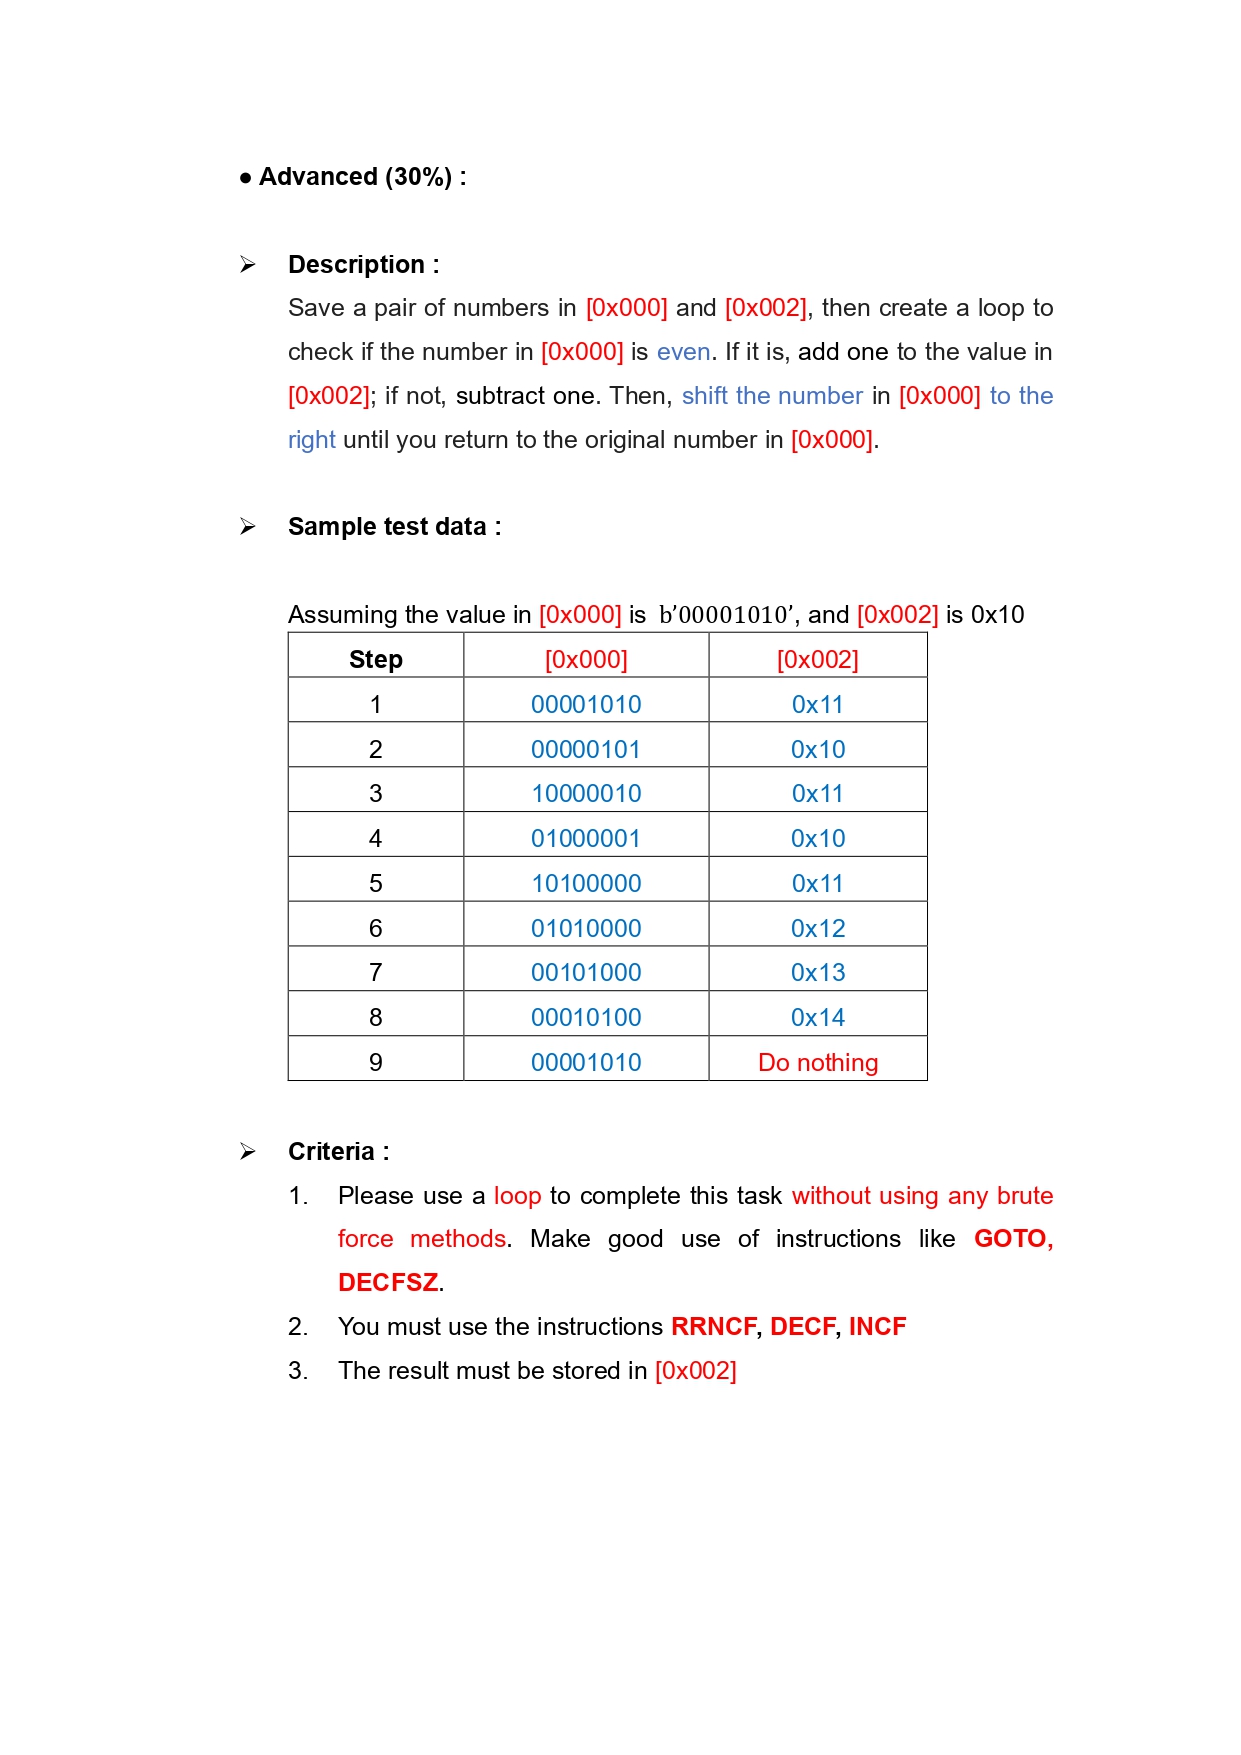 ● Advanced (30%) :
➢ Description :
Save a pair of numbers in [0x000] and [0x002], then create a loop to
check if the number in [0x000] is even. If it is, add one to the value in
[0x002]; if not, subtract one. Then, shift the number in [0x000] to the
right until you return to the original number in [0x000].
➢ Sample test data :
Assuming the value in [0x000] is b′00001010′, and [0x002] is 0x10
Step [0x000] [0x002]
1 00001010 0x11
2 00000101 0x10
3 10000010 0x11
4 01000001 0x10
5 10100000 0x11
6 01010000 0x12
7 00101000 0x13
8 00010100 0x14
9 00001010 Do nothing
➢ Criteria :
1. Please use a loop to complete this task without using any brute
force methods. Make good use of instructions like GOTO,
DECFSZ.
2. You must use the instructions RRNCF, DECF, INCF
3. The result must be stored in [0x002]